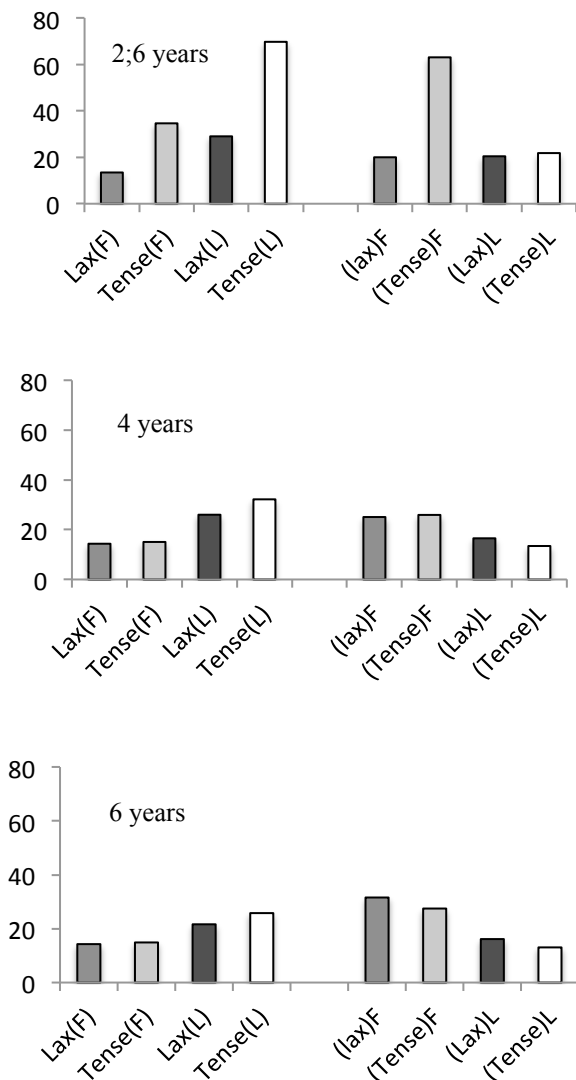 80
60
40
20
0
2;6 years
Lax(F)
Tense(F)
Lax(L)
Tense(L)
(lax)F
(Tense)F
(Lax)L
(Tense)L
80
60
40
20
0
4 years
Lax(F)
Tense(F)
Lax(L)
Tense(L)
(lax)F
(Tense)F
(Lax)L
(Tense)L
80
60
40
20
0
6 years
Lax(F)
Tense(F)
Lax(L)
Tense(L)
(lax)F
(Tense)F
(Lax)L
(Tense)L